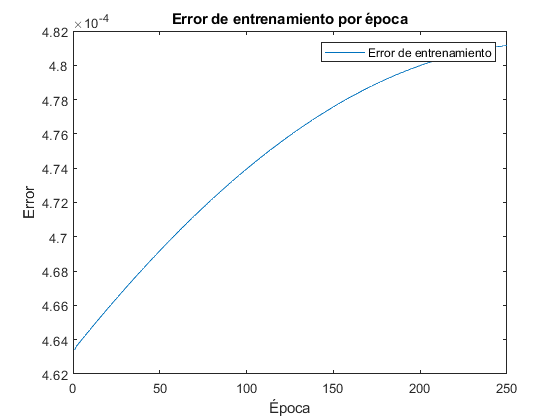 Error de entrenamiento por época
×10-4
Error de entrenamiento
4.82
4.8
4.78
4.76
4.74
4.72
4.7
4.68
4.66
4.64
4.62
Error
0 50 100 150 200 250
Época